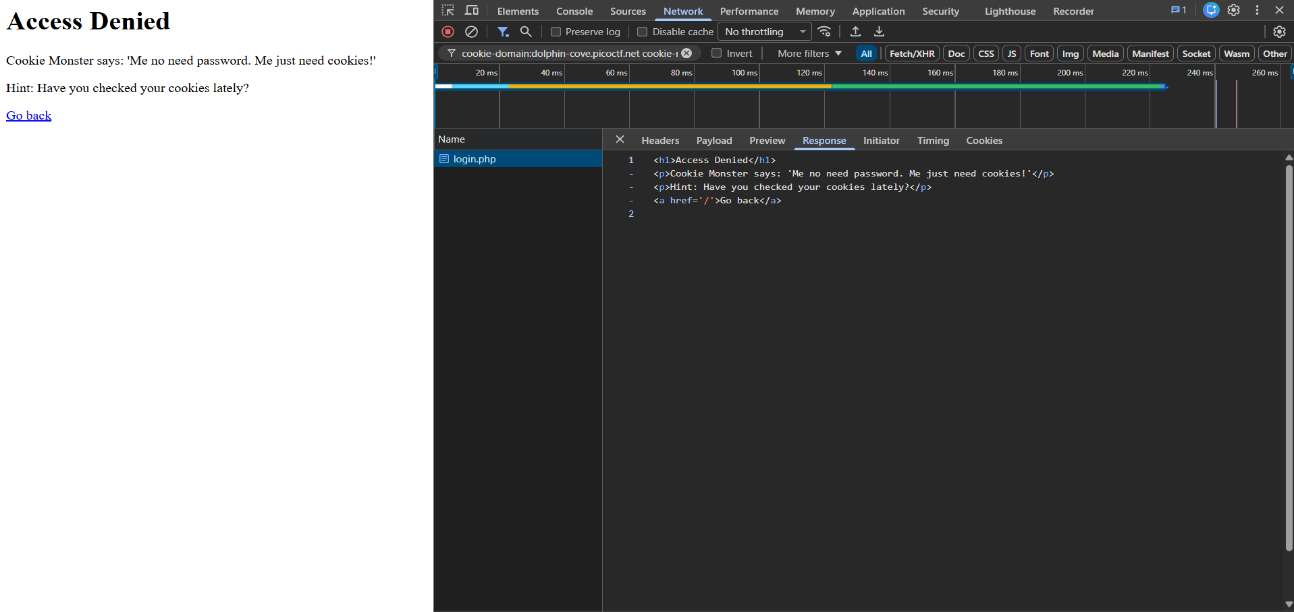 Access Denied
Cookie Monster says: 'Me no need password. Me just need cookies!'
Hint: Have you checked your cookies lately?
Go back
Elements Console Sources Network Performance Memory Application Security Lighthouse Recorder 1
Preserve log Disable cache No throttling
cookie-domain:dolphin-cove.picoctf.net cookie-r Invert More filters All Fetch/XHR Doc CSS JS Font Img Media Manifest Socket Wasm Other
20 ms 40 ms 60 ms 80 ms 100 ms 120 ms 140 ms 160 ms 180 ms 200 ms 220 ms 240 ms 260 ms
Name
login.php
Headers Payload Preview Response Initiator Timing Cookies
1 <h1>Access Denied</h1>
- <p>Cookie Monster says: 'Me no need password. Me just need cookies!'</p>
- <p>Hint: Have you checked your cookies lately?</p>
- <a href='/'>Go back</a>
2